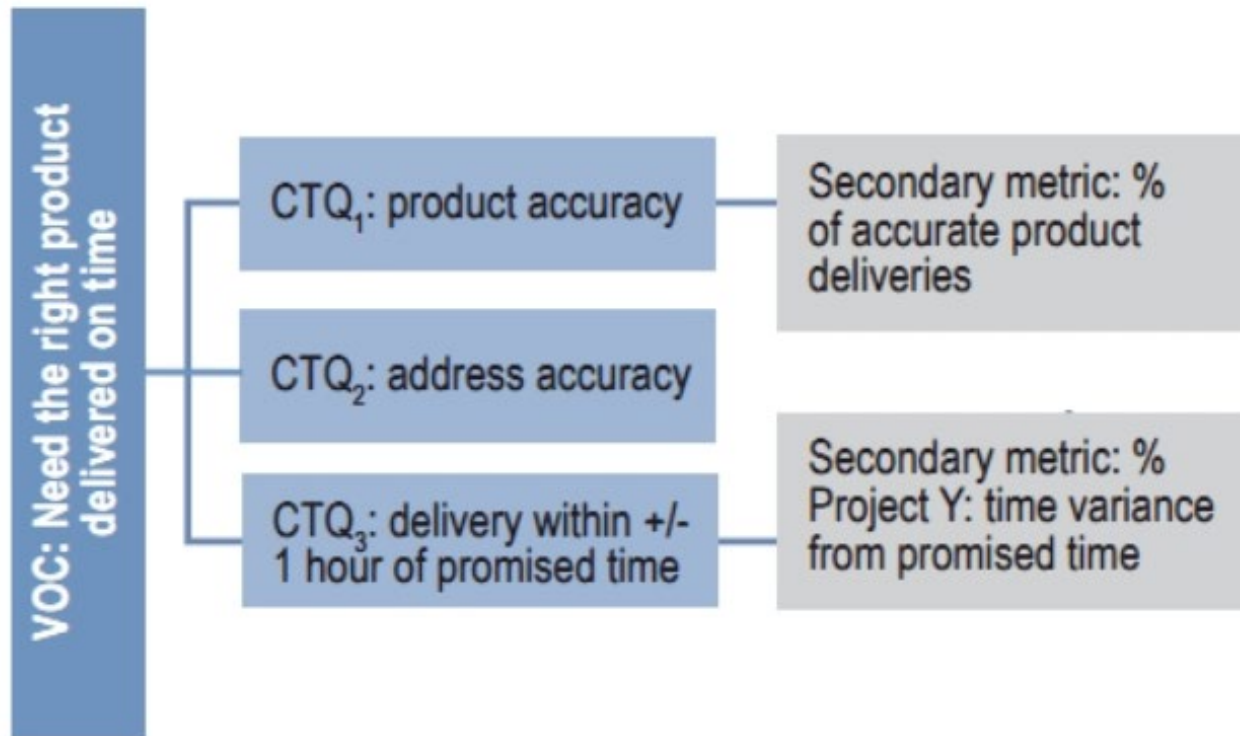 VOC: Need the right product
delivered on time
CTQ₁: product accuracy
Secondary metric: %
of accurate product
deliveries
CTQ₂: address accuracy
CTQ₃: delivery within +/-
1 hour of promised time
Secondary metric: %
Project Y: time variance
from promised time